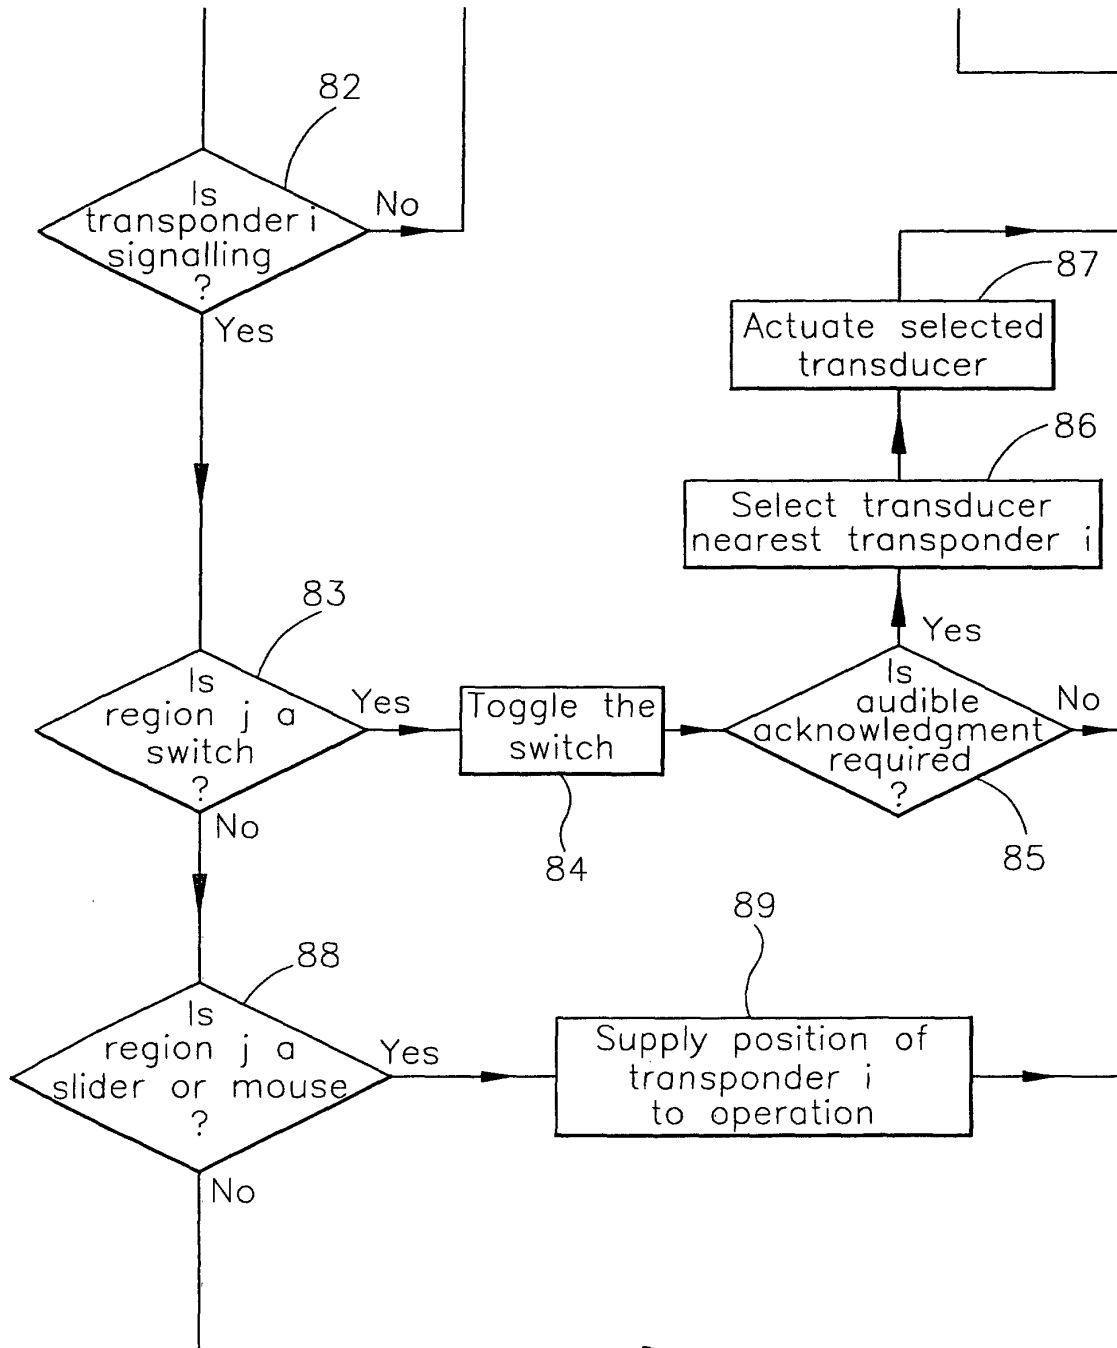 82
Is
transponder i
signalling
?
No
Yes
87
Actuate selected
transducer
86
Select transducer
nearest transponder i
83
Is
region j a
switch
?
Yes
No
Toggle the
switch
84
Yes
Is
audible
acknowledgment
required
?
No
85
88
Is
region j a
slider or mouse
?
Yes
No
89
Supply position of
transponder i
to operation